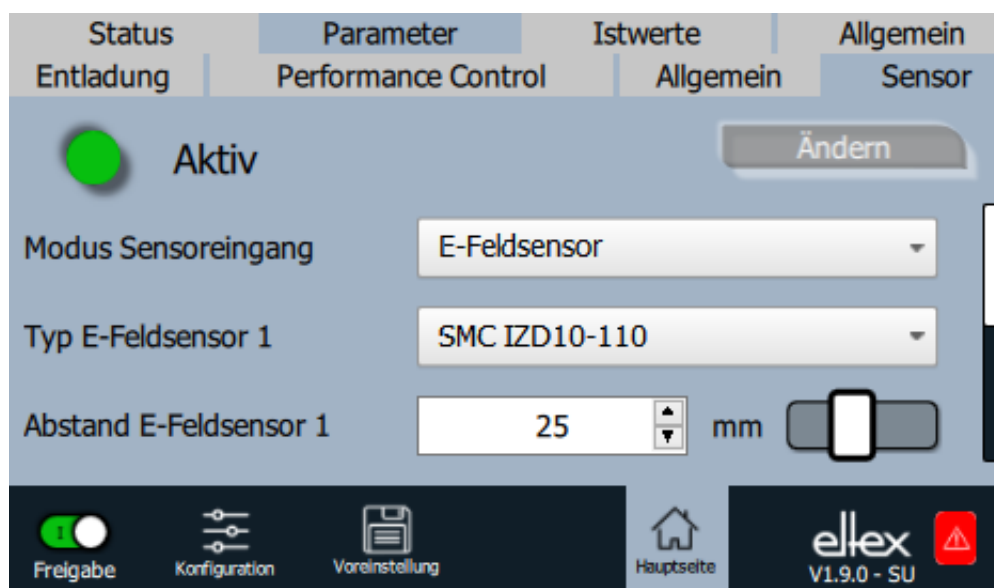 Status Parameter Istwerte Allgemein
Entladung Performance Control Allgemein Sensor
Aktiv Ändern
Modus Sensoreingang E-Feldsensor
Typ E-Feldsensor 1 SMC IZD10-110
Abstand E-Feldsensor 1 25 mm
I
Freigabe Konfiguration Voreinstellung Hauptseite eltex
V1.9.0 - SU